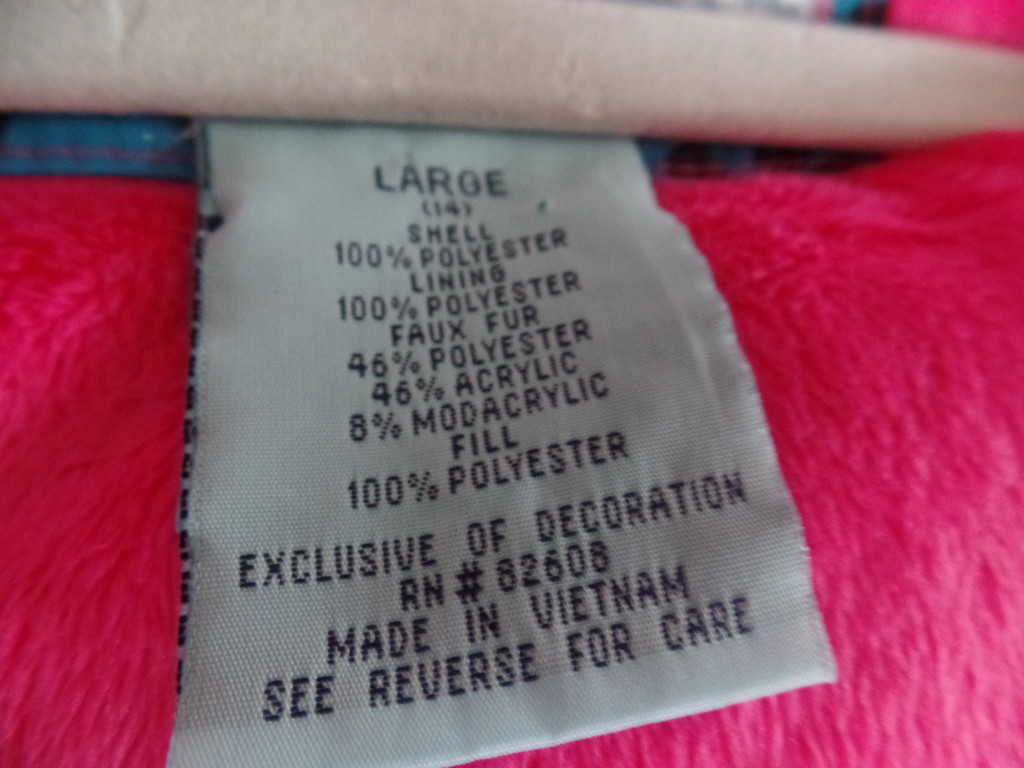 LARGE
(14)
SHELL
100% POLYESTER
LINING
100% POLYESTER
FAUX FUR
46% POLYESTER
46% ACRYLIC
8% MODACRYLIC
FILL
100% POLYESTER
EXCLUSIVE OF DECORATION
RN # 82608
MADE IN VIETNAM
SEE REVERSE FOR CARE